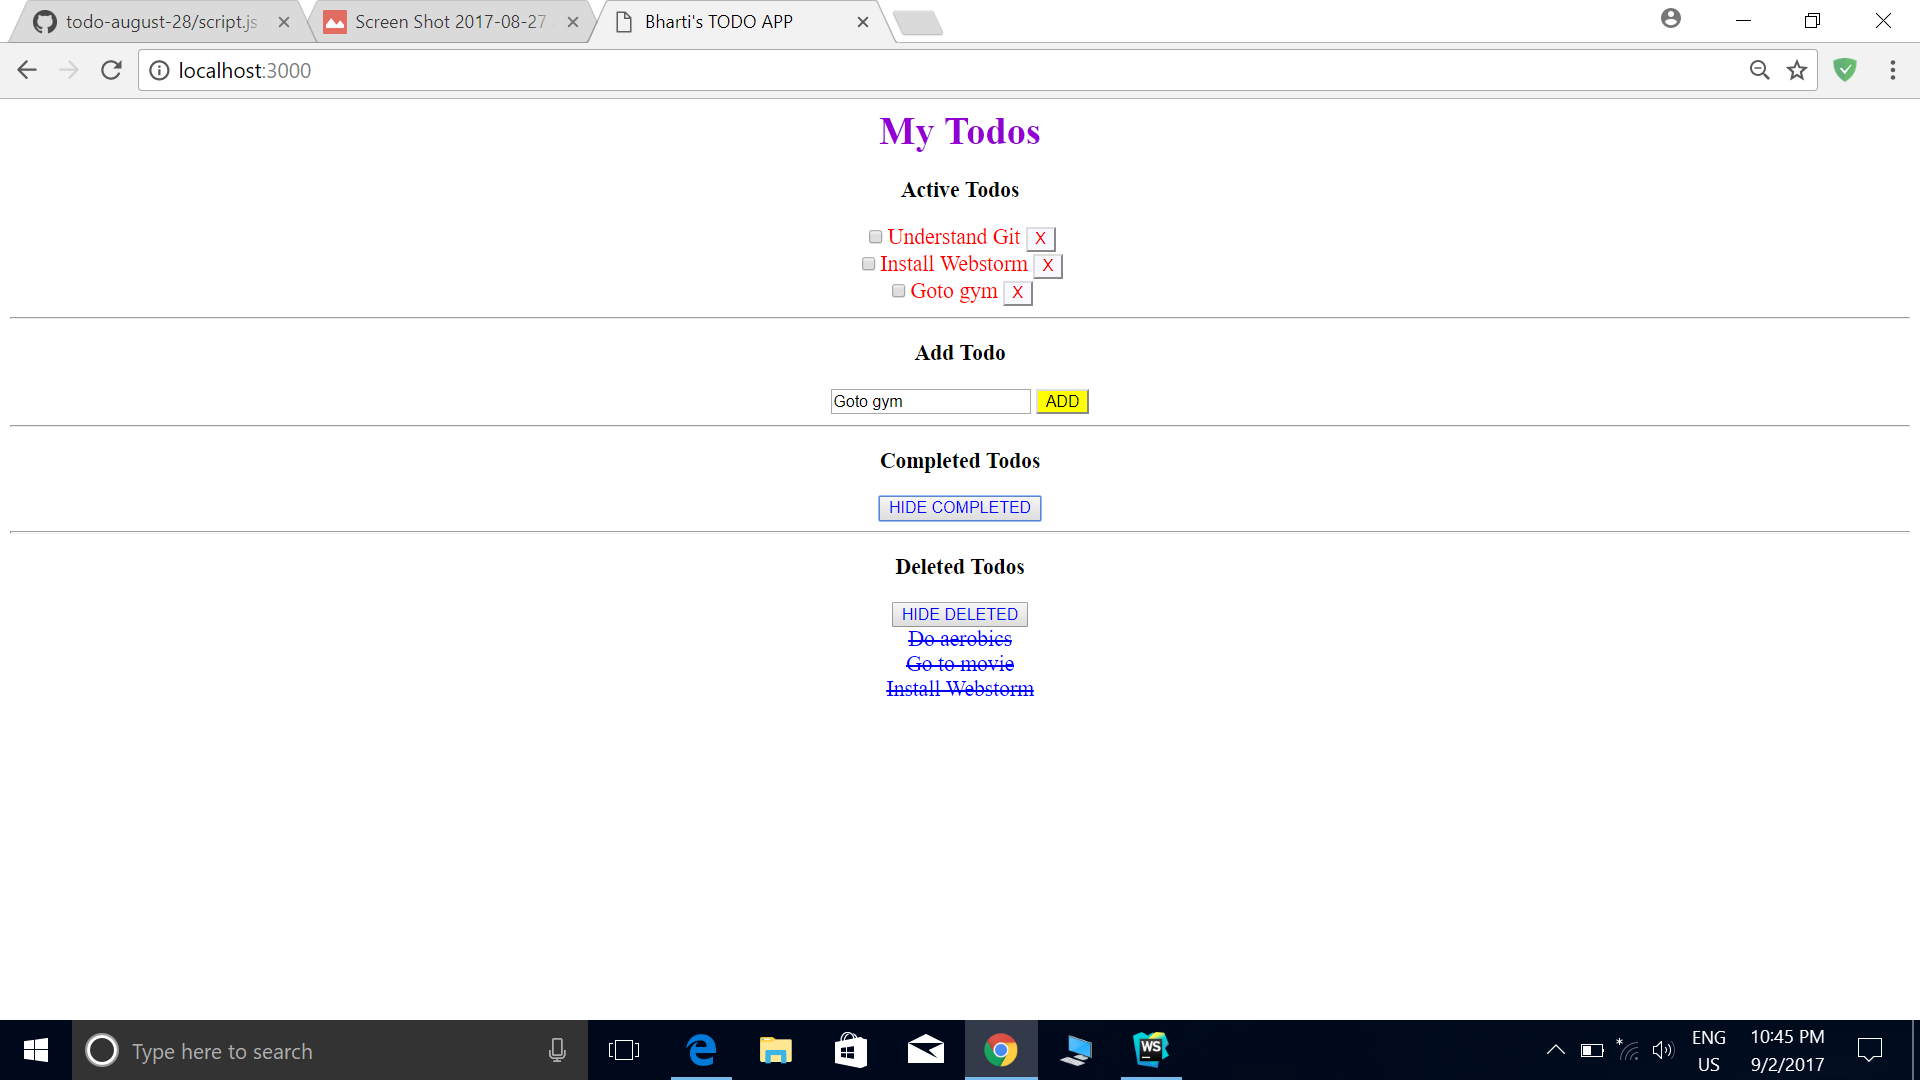 todo-august-28/script.js
Screen Shot 2017-08-27
Bharti's TODO APP
localhost:3000
My Todos
Active Todos
Understand Git X
Install Webstorm X
Goto gym X
Add Todo
Goto gym ADD
Completed Todos
HIDE COMPLETED
Deleted Todos
HIDE DELETED
Do aerobics
Go to movie
Install Webstorm
Type here to search
WS
ENG
US
10:45 PM
9/2/2017